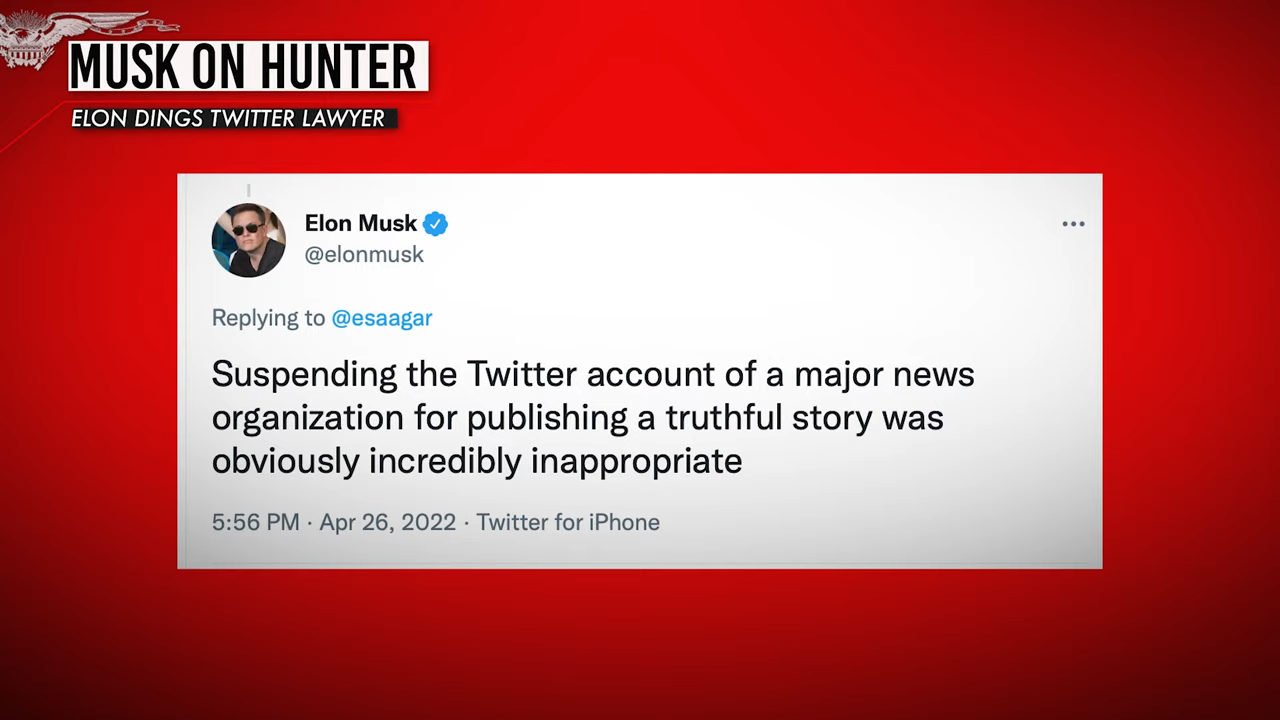 MUSK ON HUNTER
ELON DINGS TWITTER LAWYER
Elon Musk
@elonmusk
Replying to @esaagar
Suspending the Twitter account of a major news
organization for publishing a truthful story was
obviously incredibly inappropriate
5:56 PM · Apr 26, 2022 · Twitter for iPhone